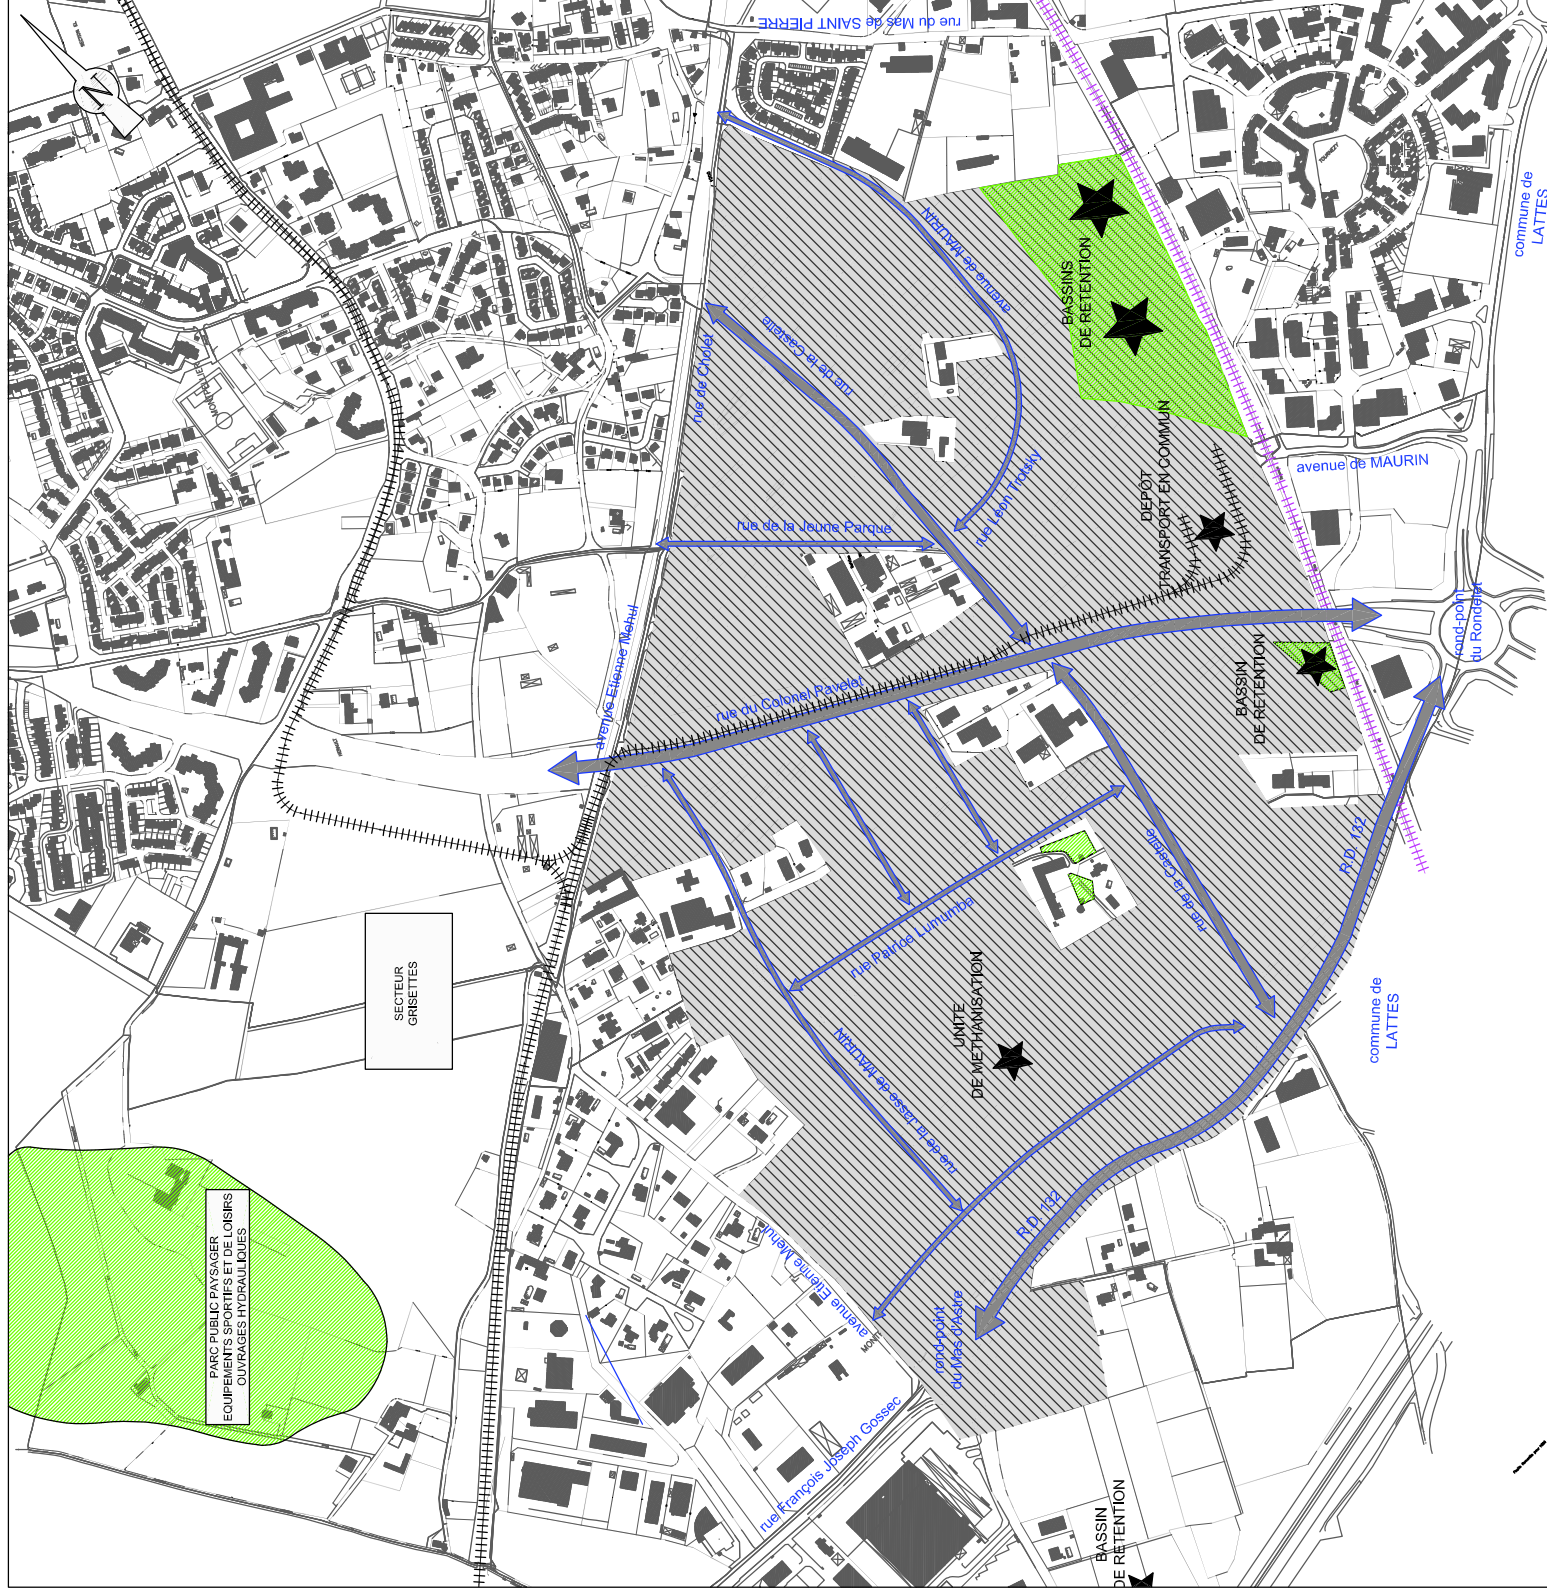 rue du Mas de SAINT PIERRE
N
TOURNEZY
commune de
LATTES
avenue de MAURIN
BASSINS
DE RETENTION
rue de la Castelle
rue de Cholet
MONTPELLIER
DEPOT
TRANSPORT EN COMMUN
avenue de MAURIN
rue Léon Trotsky
rue de la Jeune Parque
rond-point
du Rondelet
avenue Etienne Mehul
rue du Colonel Pavelet
BASSIN
DE RETENTION
R.D. 132
rue de la Castelle
rue Patrice Lumumba
SECTEUR
GRISETTES
UNITE
DE METHANISATION
commune de
LATTES
rue de la Jasse de MAURIN
PARC PUBLIC PAYSAGER
EQUIPEMENTS SPORTIFS ET DE LOISIRS
OUVRAGES HYDRAULIQUES
R.D. 132
avenue Etienne Mehul
rond-point
du Mas d'Astre
rue François Joseph Gossec
BASSIN
DE RETENTION